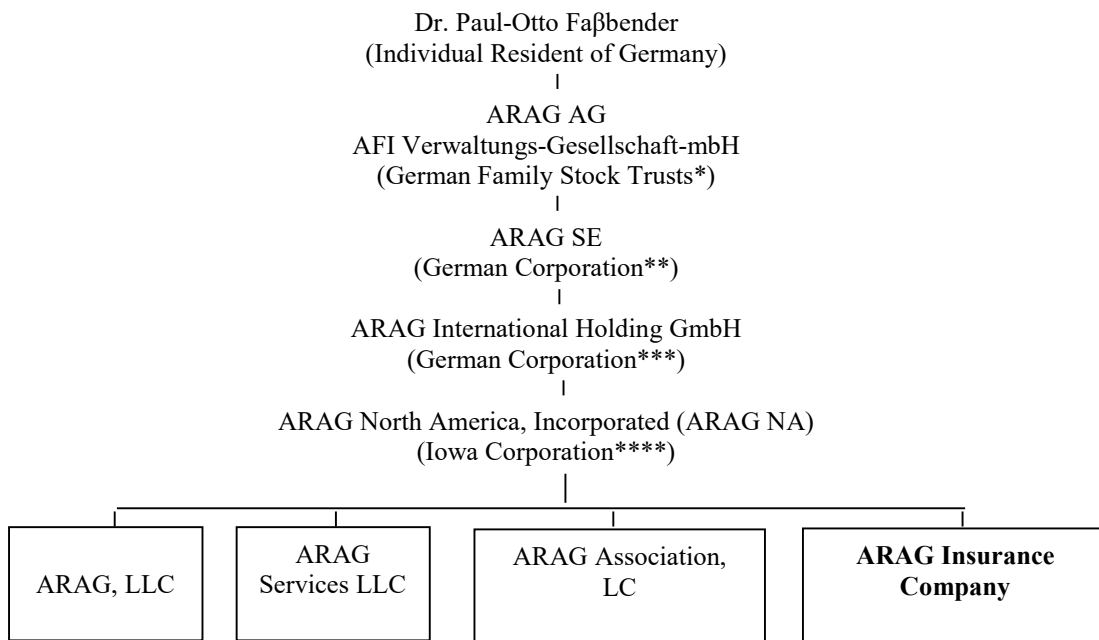 Dr. Paul-Otto Faβbender
(Individual Resident of Germany)
ARAG AG
AFI Verwaltungs-Gesellschaft-mbH
(German Family Stock Trusts*)
ARAG SE
(German Corporation**)
ARAG International Holding GmbH
(German Corporation***)
ARAG North America, Incorporated (ARAG NA)
(Iowa Corporation****)
ARAG, LLC
ARAG
Services LLC
ARAG Association,
LC
ARAG Insurance
Company